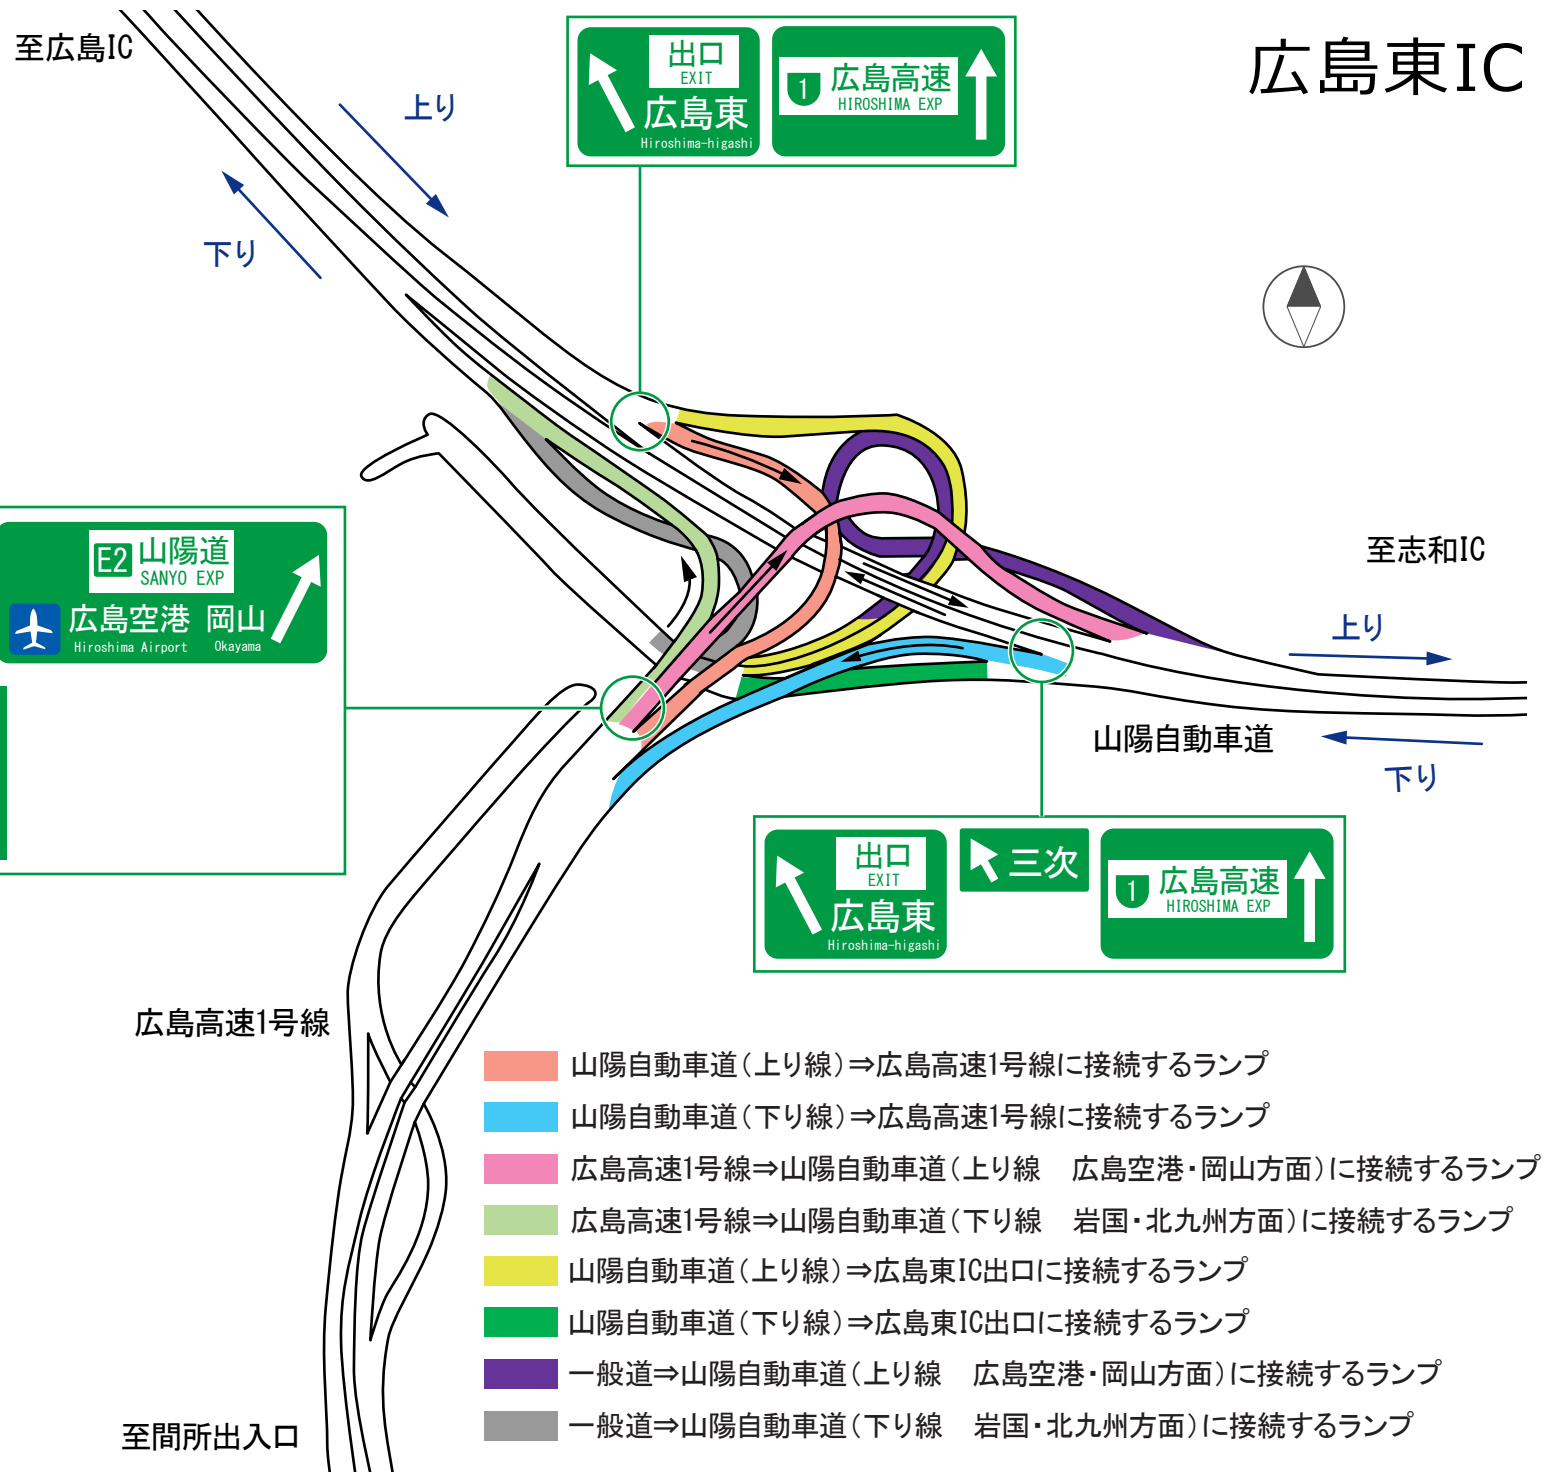 至広島IC
上り
下り
出口
EXIT
広島東
Hiroshima-higashi
1
広島高速
HIROSHIMA EXP
広島東IC
E2
山陽道
SANYO EXP
広島空港 岡山
Hiroshima Airport Okayama
至志和IC
上り
山陽自動車道
下り
出口
EXIT
広島東
Hiroshima-higashi
三次
1
広島高速
HIROSHIMA EXP
広島高速1号線
山陽自動車道（上り線）⇒広島高速1号線に接続するランプ
山陽自動車道（下り線）⇒広島高速1号線に接続するランプ
広島高速1号線⇒山陽自動車道（上り線　広島空港・岡山方面）に接続するランプ
広島高速1号線⇒山陽自動車道（下り線　岩国・北九州方面）に接続するランプ
山陽自動車道（上り線）⇒広島東IC出口に接続するランプ
山陽自動車道（下り線）⇒広島東IC出口に接続するランプ
一般道⇒山陽自動車道（上り線　広島空港・岡山方面）に接続するランプ
一般道⇒山陽自動車道（下り線　岩国・北九州方面）に接続するランプ
至間所出入口